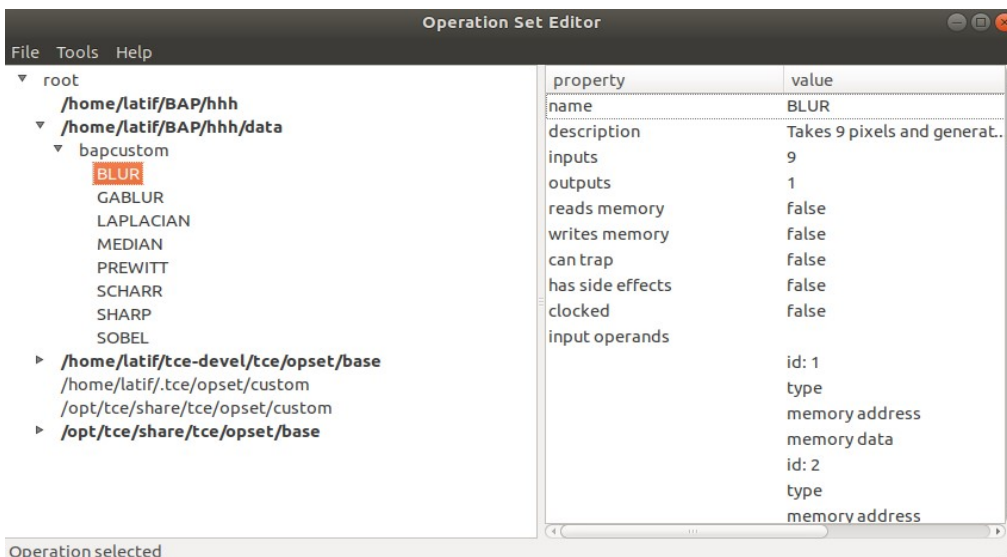 Operation Set Editor
File Tools Help
root
/home/latif/BAP/hhh
/home/latif/BAP/hhh/data
bapcustom
BLUR
GABLUR
LAPLACIAN
MEDIAN
PREWITT
SCHARR
SHARP
SOBEL
/home/latif/tce-devel/tce/opset/base
/home/latif/.tce/opset/custom
/opt/tce/share/tce/opset/custom
/opt/tce/share/tce/opset/base
property value
name BLUR
description Takes 9 pixels and generat..
inputs 9
outputs 1
reads memory false
writes memory false
can trap false
has side effects false
clocked false
input operands
id: 1
type
memory address
memory data
id: 2
type
memory address
Operation selected